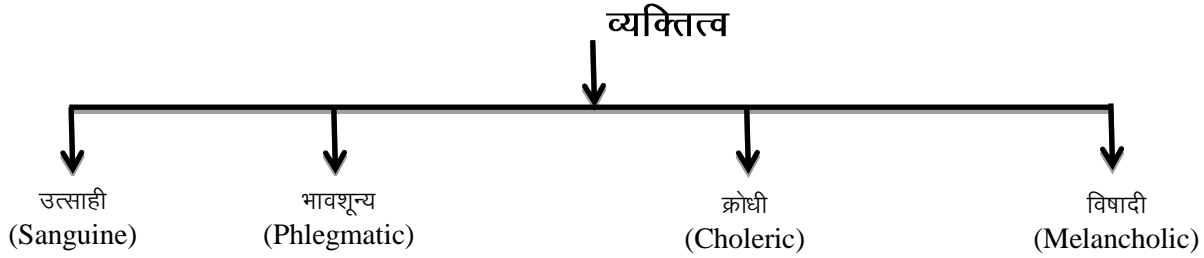 व्यक्तित्व
उत्साही
(Sanguine)
भावशून्य
(Phlegmatic)
क्रोधी
(Choleric)
विषादी
(Melancholic)